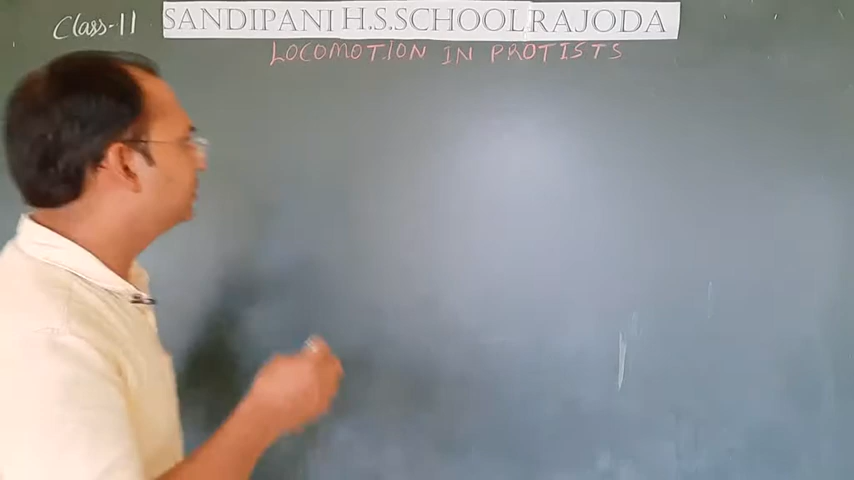 Class-11
SANDIPANI H.S.SCHOOL RAJODA
LOCOMOTION IN PROTISTS